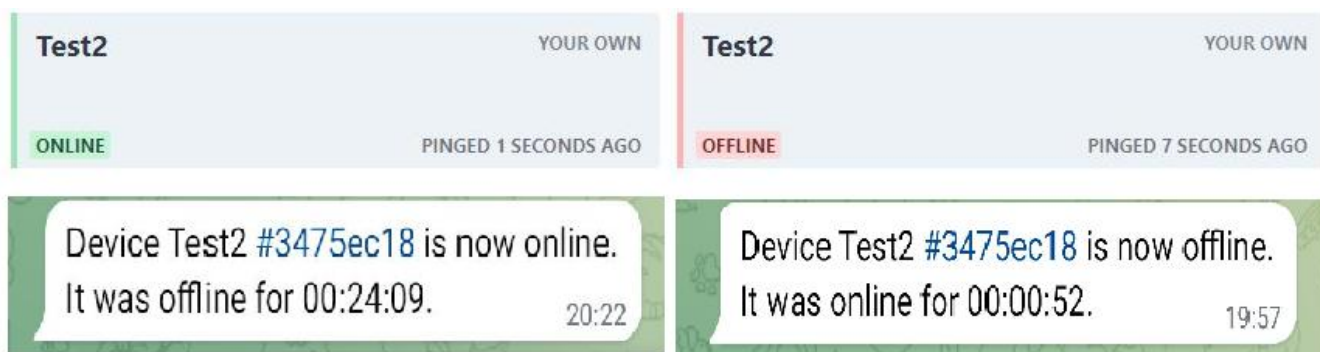 Test2
YOUR OWN
ONLINE
PINGED 1 SECONDS AGO
Test2
YOUR OWN
OFFLINE
PINGED 7 SECONDS AGO
Device Test2 #3475ec18 is now online.
It was offline for 00:24:09.
20:22
Device Test2 #3475ec18 is now offline.
It was online for 00:00:52.
19:57